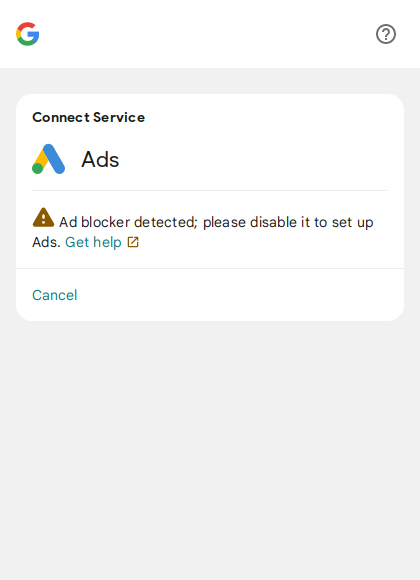 Connect Service
Ads
Ad blocker detected; please disable it to set up
Ads. Get help
Cancel